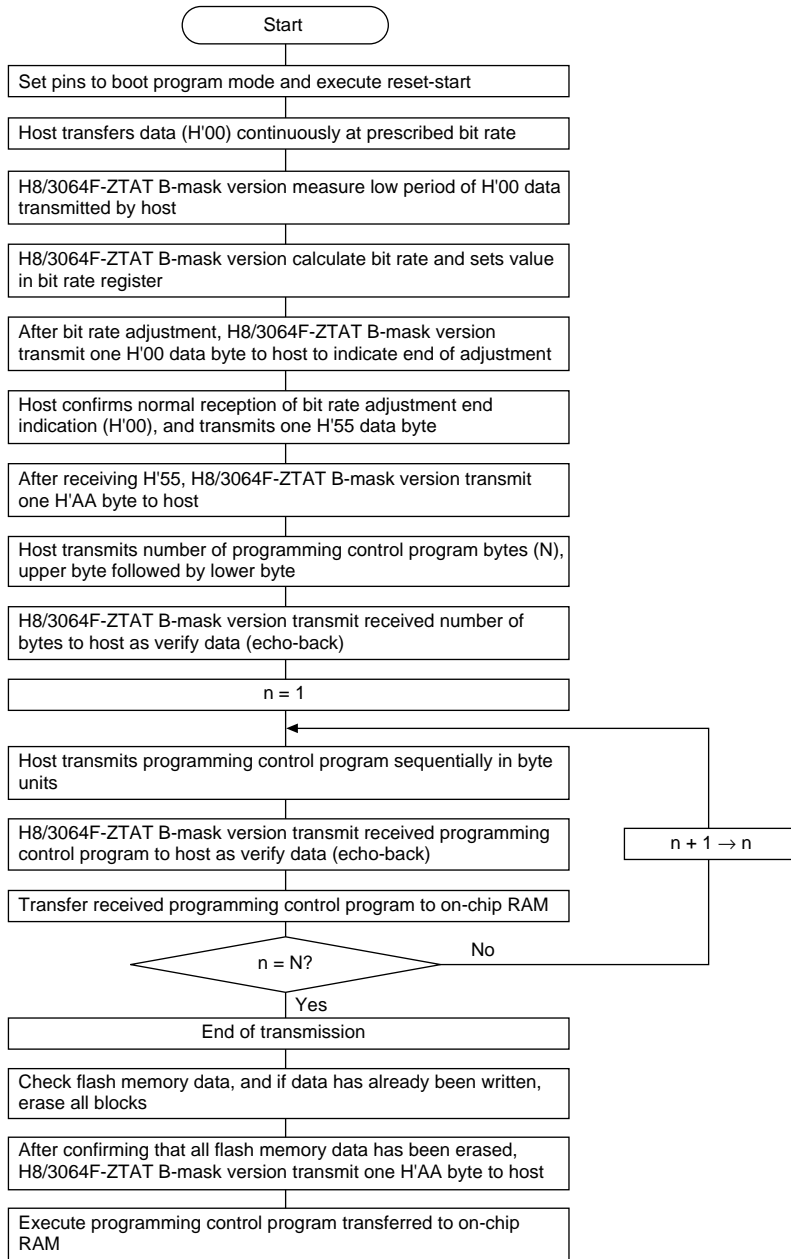 Start
Set pins to boot program mode and execute reset-start
Host transfers data (H'00) continuously at prescribed bit rate
H8/3064F-ZTAT B-mask version measure low period of H'00 data
transmitted by host
H8/3064F-ZTAT B-mask version calculate bit rate and sets value
in bit rate register
After bit rate adjustment, H8/3064F-ZTAT B-mask version
transmit one H'00 data byte to host to indicate end of adjustment
Host confirms normal reception of bit rate adjustment end
indication (H'00), and transmits one H'55 data byte
After receiving H'55, H8/3064F-ZTAT B-mask version transmit
one H'AA byte to host
Host transmits number of programming control program bytes (N),
upper byte followed by lower byte
H8/3064F-ZTAT B-mask version transmit received number of
bytes to host as verify data (echo-back)
n = 1
Host transmits programming control program sequentially in byte
units
H8/3064F-ZTAT B-mask version transmit received programming
control program to host as verify data (echo-back)
n + 1 → n
Transfer received programming control program to on-chip RAM
n = N?
No
Yes
End of transmission
Check flash memory data, and if data has already been written,
erase all blocks
After confirming that all flash memory data has been erased,
H8/3064F-ZTAT B-mask version transmit one H'AA byte to host
Execute programming control program transferred to on-chip
RAM